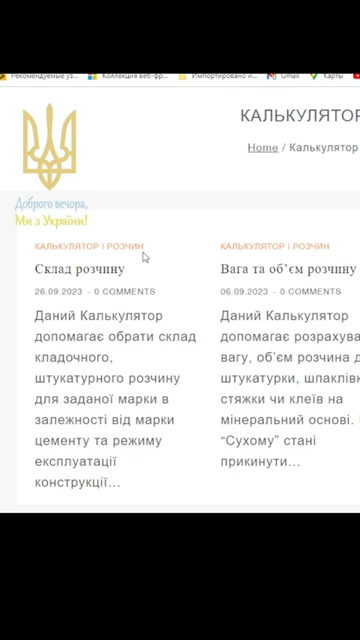 Рекомендуемые уз... Коллекция веб-фр... Импортировано и... Gmail Карты
КАЛЬКУЛЯТОР
Home / Калькулятор
Доброго вечора,
Ми з України!
КАЛЬКУЛЯТОР І РОЗЧИН
Склад розчину
26.09.2023 - 0 COMMENTS
Даний Калькулятор
допомагає обрати склад
кладочного,
штукатурного розчину
для заданої марки в
залежності від марки
цементу та режиму
експлуатації
конструкції...
КАЛЬКУЛЯТОР І РОЗЧИН
Вага та об’єм розчину
06.09.2023 - 0 COMMENTS
Даний Калькулятор
допомагає розрахува
вагу, об’єм розчина д
штукатурки, шпаклівк
стяжки чи клеїв на
мінеральний основі.
“Сухому” стані
прикинути...